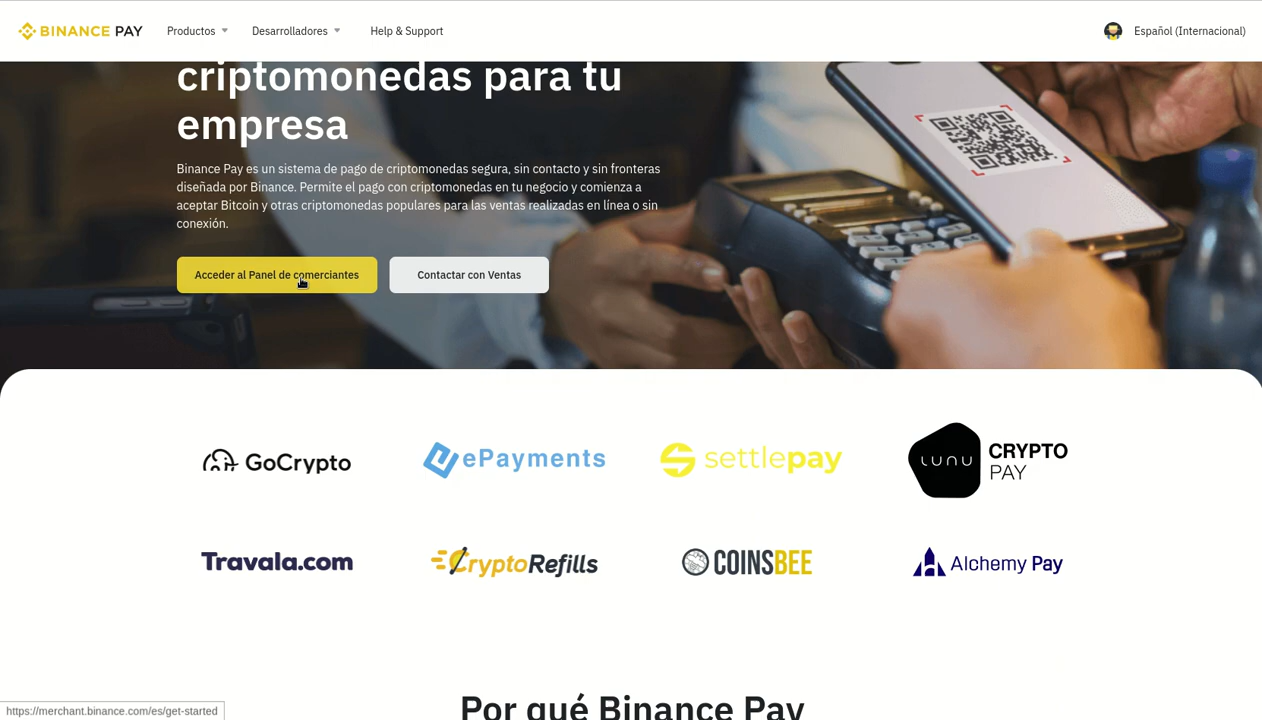 BINANCE PAY
Productos
Desarrolladores
Help & Support
Español (Internacional)
criptomonedas para tu
empresa
Binance Pay es un sistema de pago de criptomonedas segura, sin contacto y sin fronteras
diseñada por Binance. Permite el pago con criptomonedas en tu negocio y comienza a
aceptar Bitcoin y otras criptomonedas populares para las ventas realizadas en línea o sin
conexión.
Acceder al Panel de comerciantes
Contactar con Ventas
GoCrypto
ePayments
settlepay
LUNU
CRYPTO
PAY
Travala.com
CryptoRefills
COINSBEE
Alchemy Pay
Por qué Binance Pay
https://merchant.binance.com/es/get-started